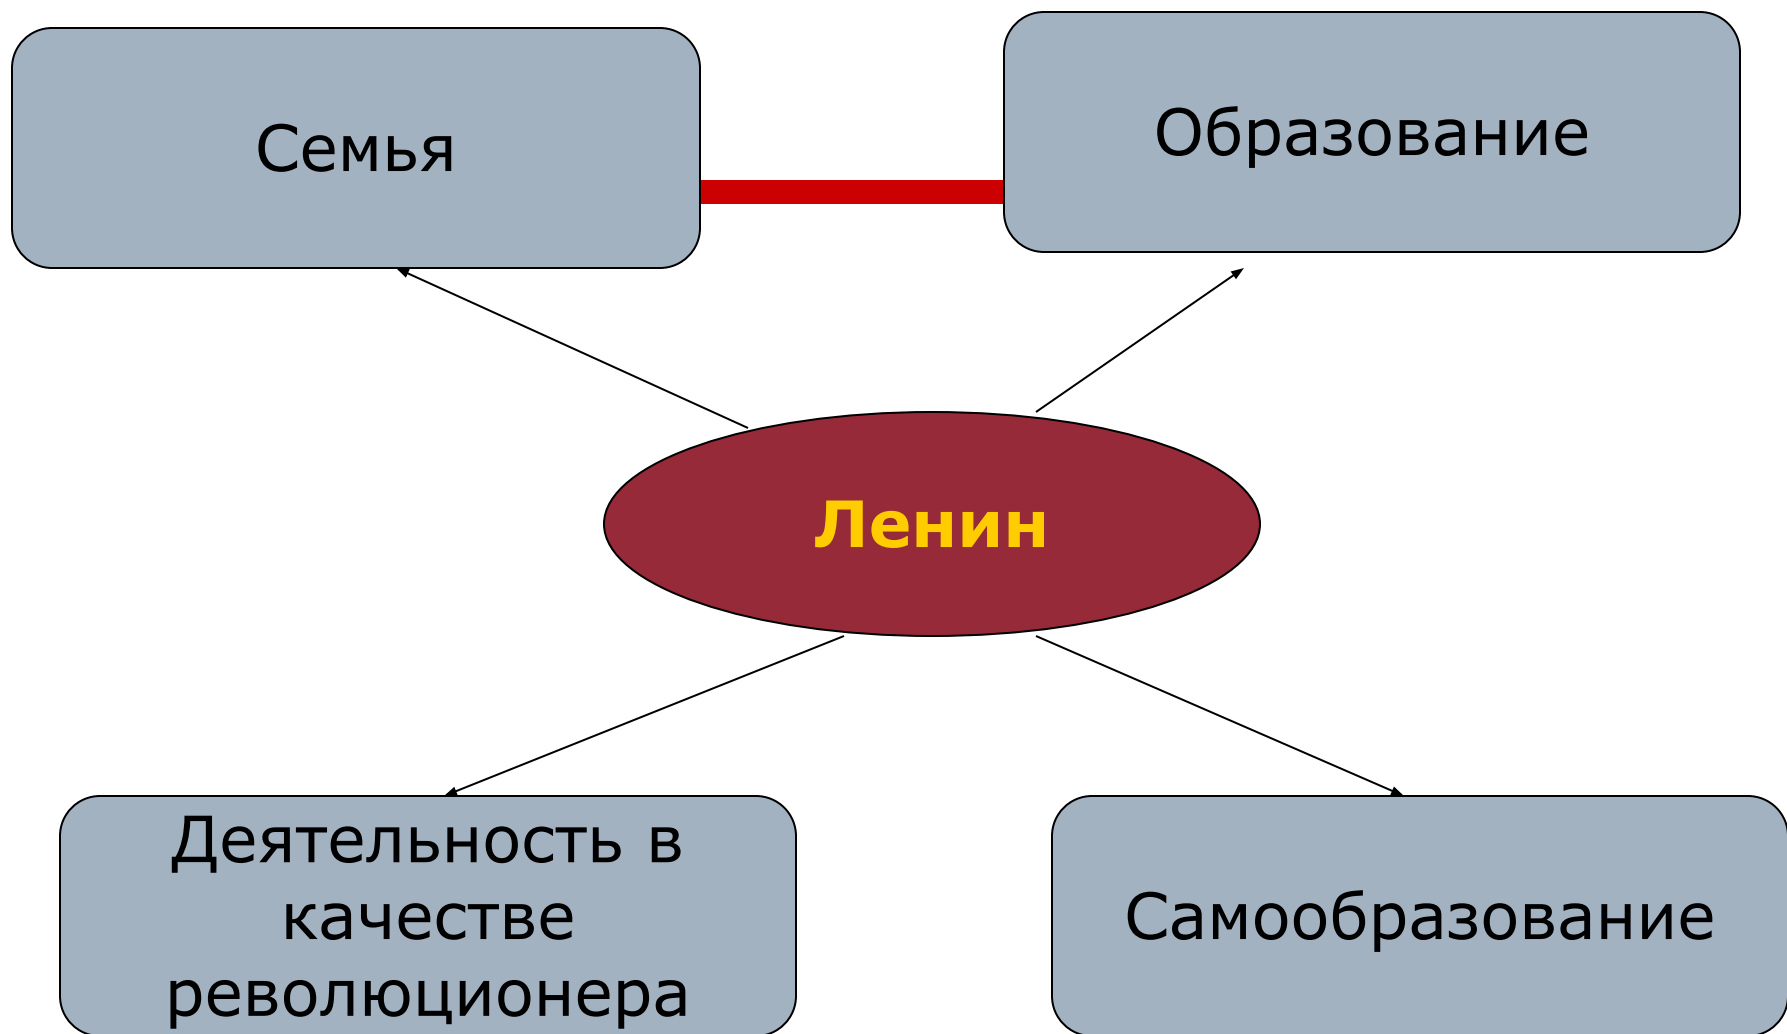 Семья
Образование
Ленин
Деятельность в
качестве
революционера
Самообразование